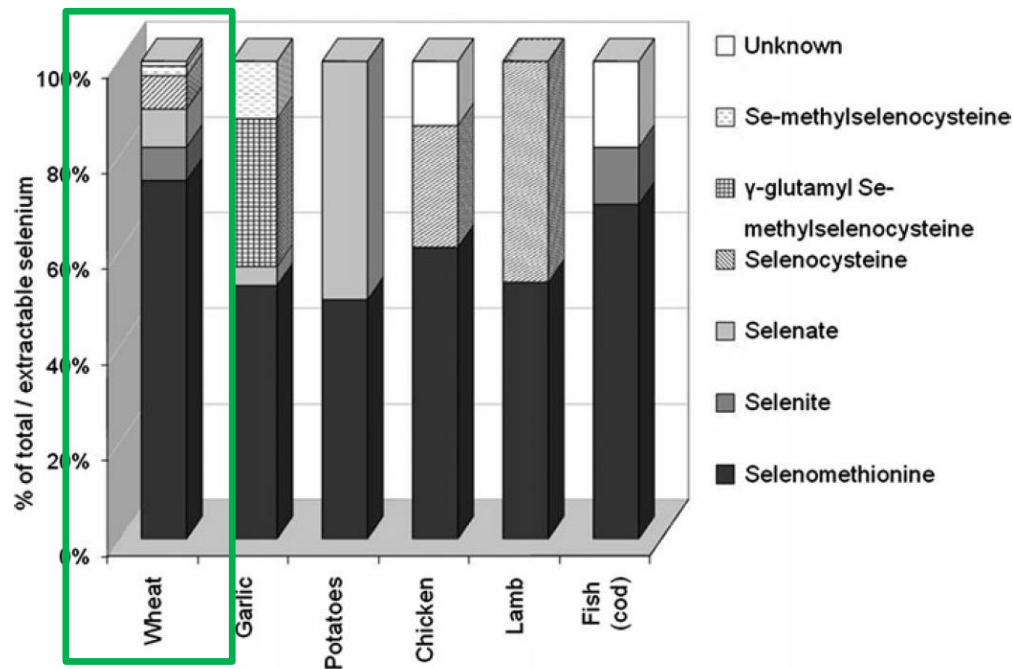 % of total / extractable selenium
100%
80%
60%
40%
20%
0%
Wheat
Garlic
Potatoes
Chicken
Lamb
Fish
(cod)
Unknown
Se-methylselenocysteine
γ-glutamyl Se-
methylselenocysteine
Selenocysteine
Selenate
Selenite
Selenomethionine